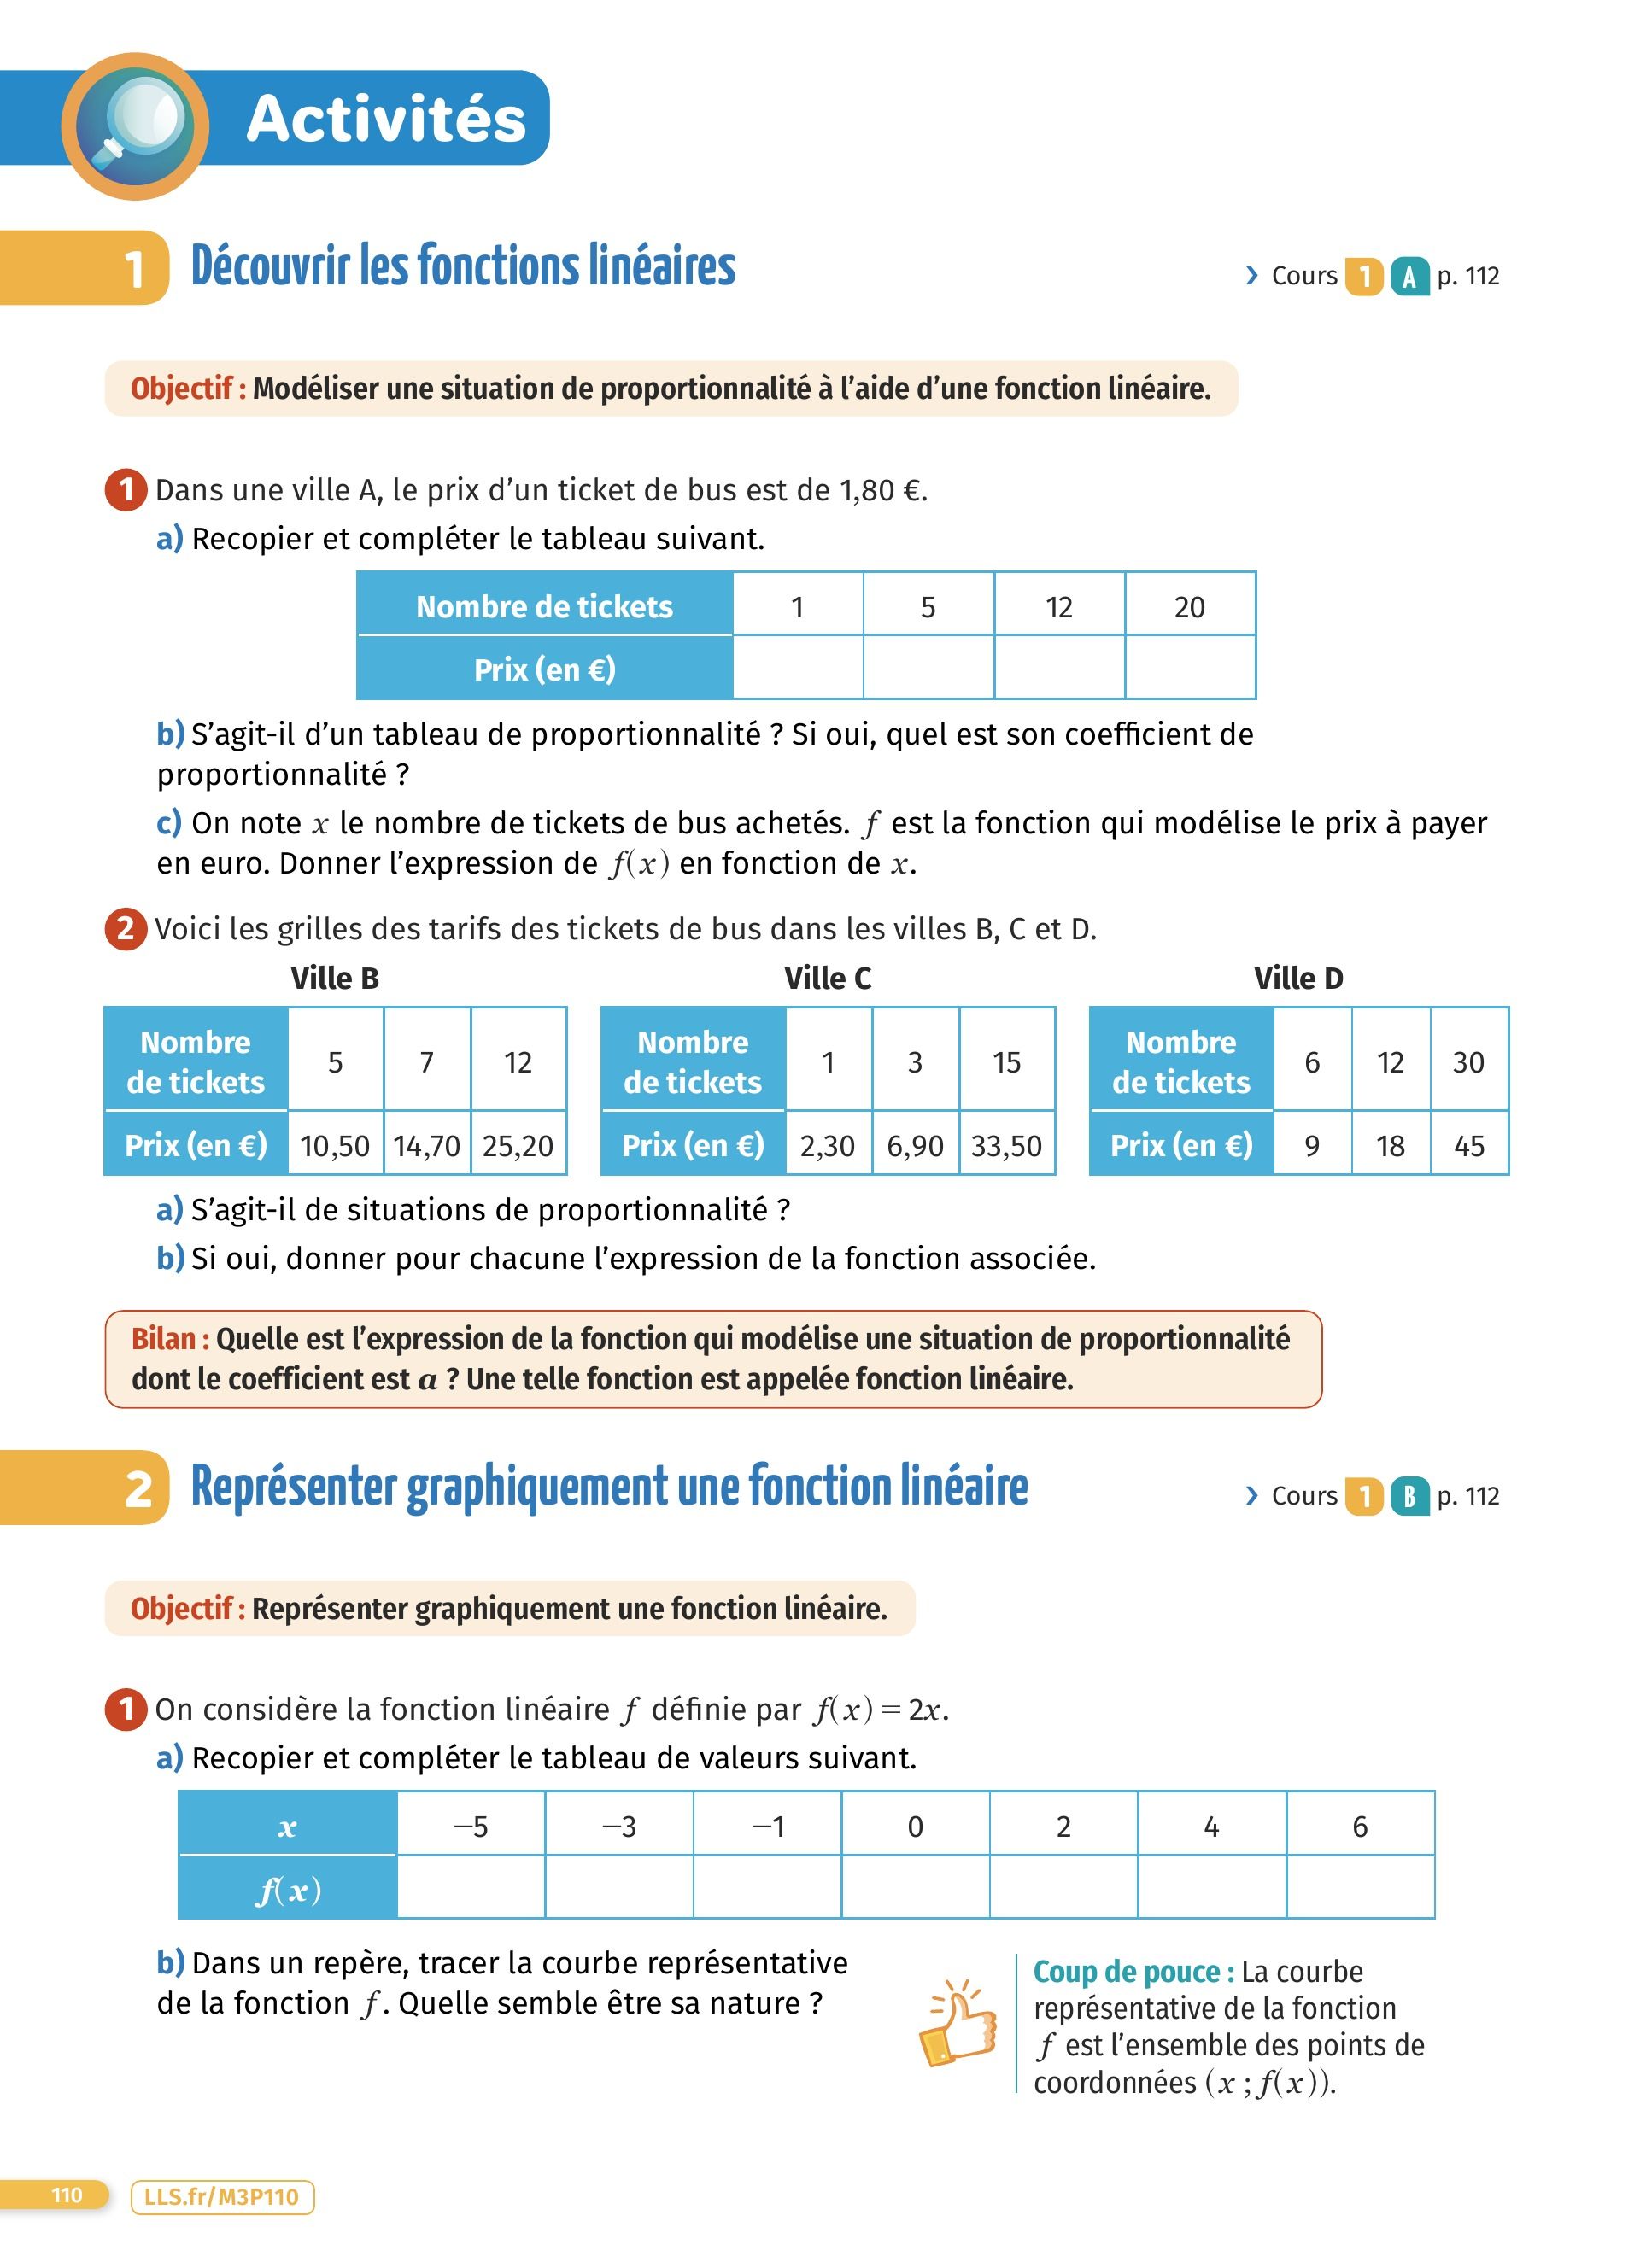 Activités
1 Découvrir les fonctions linéaires
› Cours 1 A p. 112
Objectif : Modéliser une situation de proportionnalité à l’aide d’une fonction linéaire.
1 Dans une ville A, le prix d’un ticket de bus est de 1,80 €.
a) Recopier et compléter le tableau suivant.
Nombre de tickets 1 5 12 20
Prix (en €)
b) S’agit-il d’un tableau de proportionnalité ? Si oui, quel est son coefficient de
proportionnalité ?
c) On note x le nombre de tickets de bus achetés. f est la fonction qui modélise le prix à payer
en euro. Donner l’expression de f(x) en fonction de x.
2 Voici les grilles des tarifs des tickets de bus dans les villes B, C et D.
Ville B
Nombre
de tickets 5 7 12
Prix (en €) 10,50 14,70 25,20
Ville C
Nombre
de tickets 1 3 15
Prix (en €) 2,30 6,90 33,50
Ville D
Nombre
de tickets 6 12 30
Prix (en €) 9 18 45
a) S’agit-il de situations de proportionnalité ?
b) Si oui, donner pour chacune l’expression de la fonction associée.
Bilan : Quelle est l’expression de la fonction qui modélise une situation de proportionnalité
dont le coefficient est a ? Une telle fonction est appelée fonction linéaire.
2 Représenter graphiquement une fonction linéaire
› Cours 1 B p. 112
Objectif : Représenter graphiquement une fonction linéaire.
1 On considère la fonction linéaire f définie par f(x) = 2x.
a) Recopier et compléter le tableau de valeurs suivant.
x −5 −3 −1 0 2 4 6
f(x)
b) Dans un repère, tracer la courbe représentative
de la fonction f. Quelle semble être sa nature ?
Coup de pouce : La courbe
représentative de la fonction
f est l’ensemble des points de
coordonnées (x ; f(x)).
110
LLS.fr/M3P110